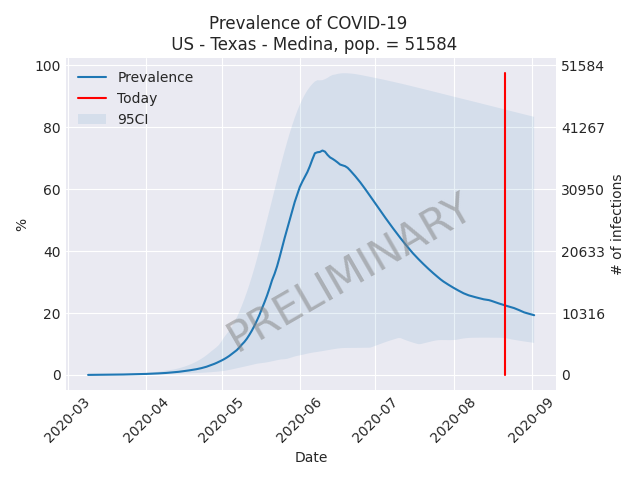 Prevalence of COVID-19
US - Texas - Medina, pop. = 51584
Prevalence
Today
95CI
100
80
60
40
20
0
%
51584
41267
30950
20633
10316
0
# of infections
PRELIMINARY
2020-03
2020-04
2020-05
2020-06
2020-07
2020-08
2020-09
Date